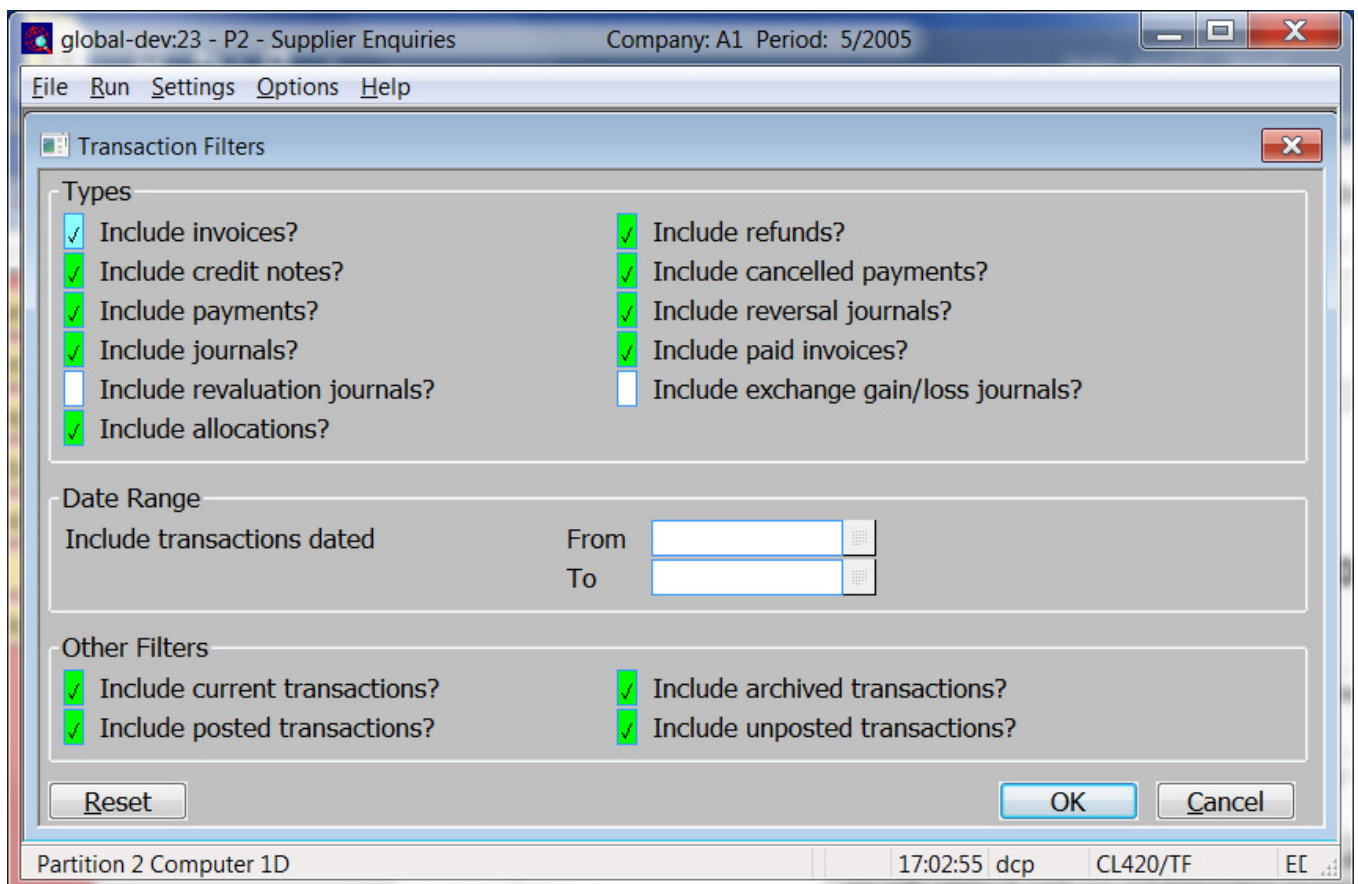 global-dev:23 - P2 - Supplier Enquiries Company: A1 Period: 5/2005
File Run Settings Options Help
Transaction Filters
Types
Include invoices? Include refunds?
Include credit notes? Include cancelled payments?
Include payments? Include reversal journals?
Include journals? Include paid invoices?
Include revaluation journals? Include exchange gain/loss journals?
Include allocations?
Date Range
Include transactions dated From
To
Other Filters
Include current transactions? Include archived transactions?
Include posted transactions? Include unposted transactions?
Reset OK Cancel
Partition 2 Computer 1D 17:02:55 dcp CL420/TF